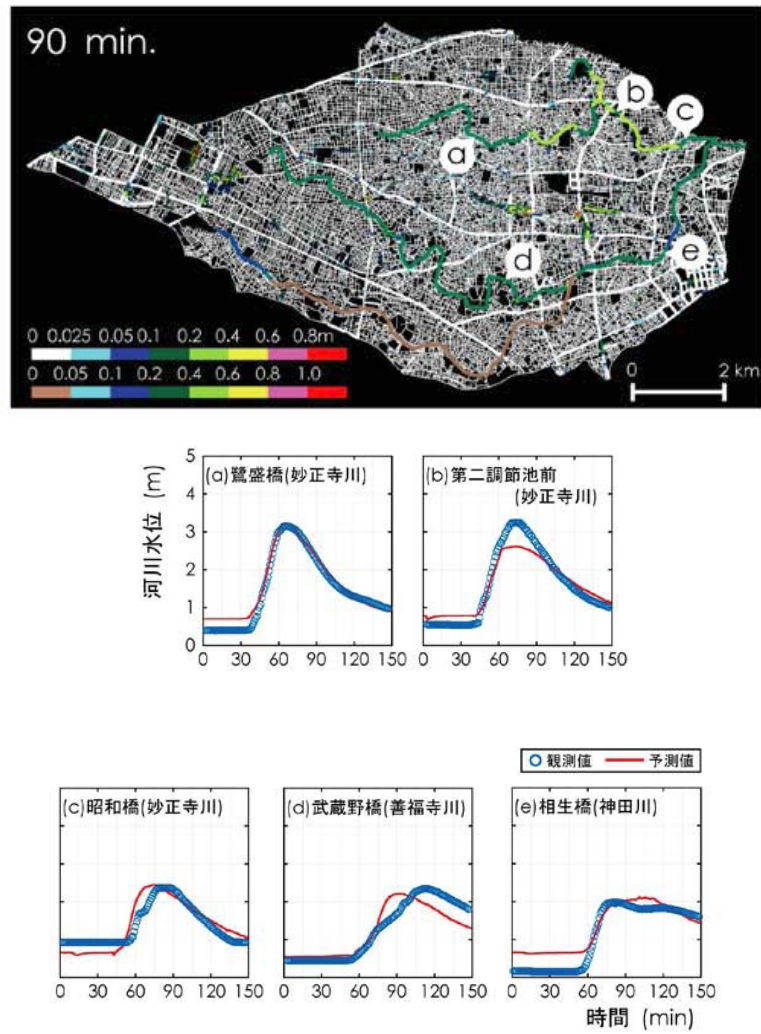 90 min.
b
c
a
d
e
0 0.025 0.05 0.1 0.2 0.4 0.6 0.8m
0 0.05 0.1 0.2 0.4 0.6 0.8 1.0
0 2 km
河川水位 (m)
5
4
3
2
1
0
(a)鷺盛橋(妙正寺川)
0 30 60 90 120 150
(b)第二調節池前
(妙正寺川)
0 30 60 90 120 150
観測値 予測値
(c)昭和橋(妙正寺川)
0 30 60 90 120 150
(d)武蔵野橋(善福寺川)
0 30 60 90 120 150
(e)相生橋(神田川)
0 30 60 90 120 150
時間 (min)